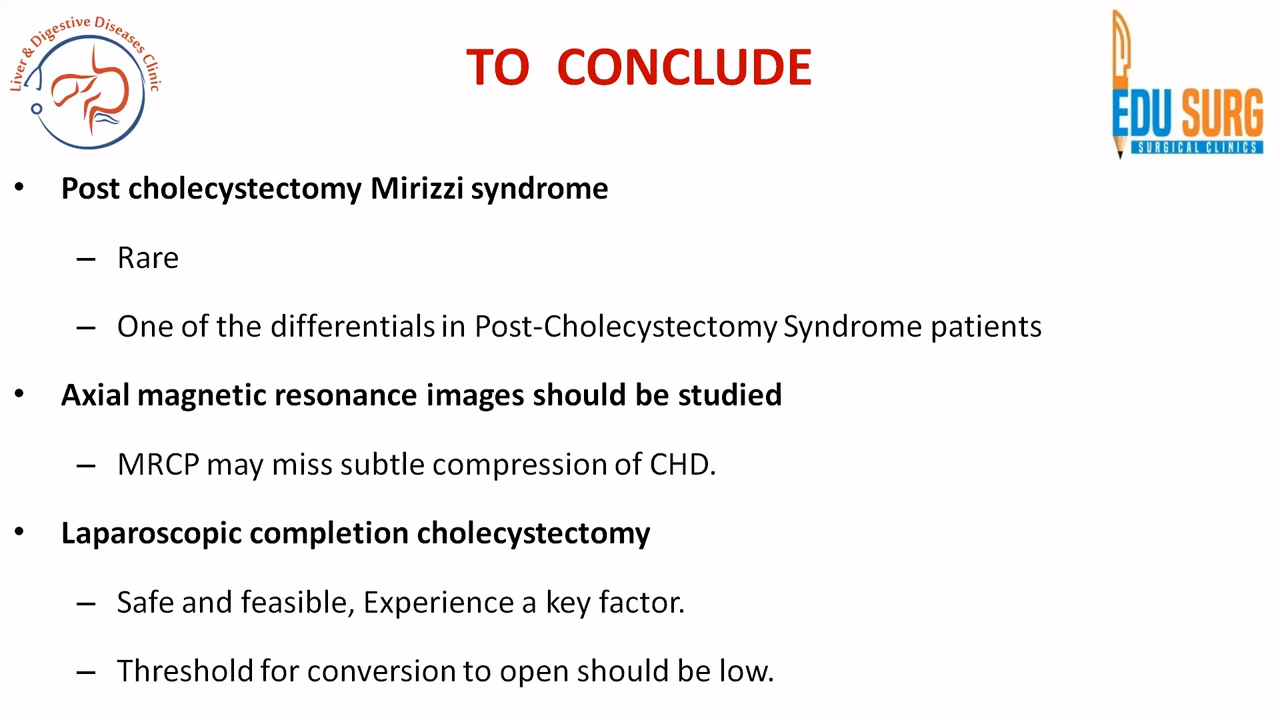 Liver & Digestive Diseases Clinic
TO CONCLUDE
EDU SURG
SURGICAL CLINICS
• Post cholecystectomy Mirizzi syndrome
– Rare
– One of the differentials in Post-Cholecystectomy Syndrome patients
• Axial magnetic resonance images should be studied
– MRCP may miss subtle compression of CHD.
• Laparoscopic completion cholecystectomy
– Safe and feasible, Experience a key factor.
– Threshold for conversion to open should be low.